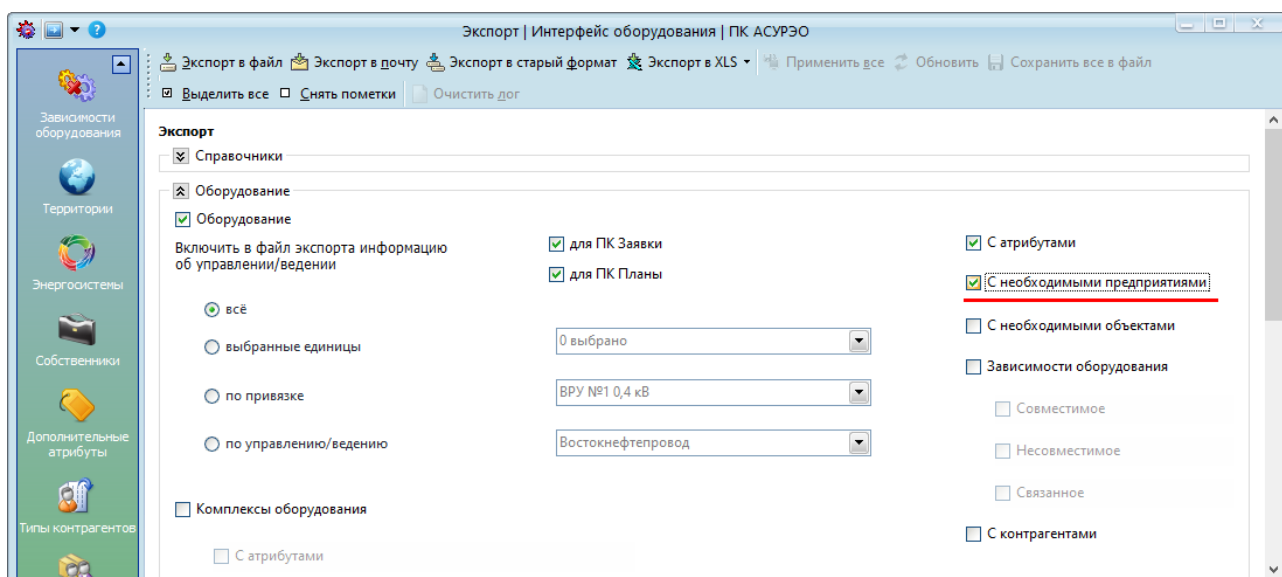 Экспорт | Интерфейс оборудования | ПК АСУРЭО
Экспорт в файл Экспорт в почту Экспорт в старый формат Экспорт в XLS Применить все Обновить Сохранить все в файл
Выделить все Снять пометки Очистить лог
Зависимости
оборудования
Территории
Энергосистемы
Собственники
Дополнительные
атрибуты
Типы контрагентов
Экспорт
Справочники
Оборудование
Оборудование
Включить в файл экспорта информацию
об управлении/ведении
для ПК Заявки
для ПК Планы
всё
выбранные единицы
0 выбрано
по привязке
ВРУ №1 0,4 кВ
по управлению/ведению
Востокнефтепровод
Комплексы оборудования
С атрибутами
С атрибутами
С необходимыми предприятиями
С необходимыми объектами
Зависимости оборудования
Совместимое
Несовместимое
Связанное
С контрагентами